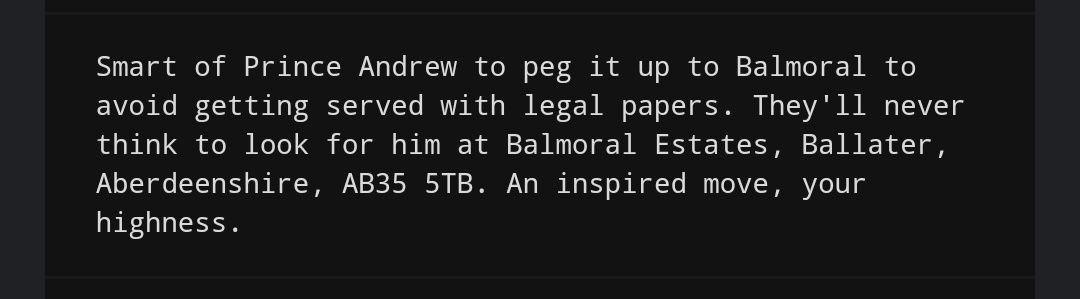 Smart of Prince Andrew to peg it up to Balmoral to
avoid getting served with legal papers. They'll never
think to look for him at Balmoral Estates, Ballater,
Aberdeenshire, AB35 5TB. An inspired move, your
highness.